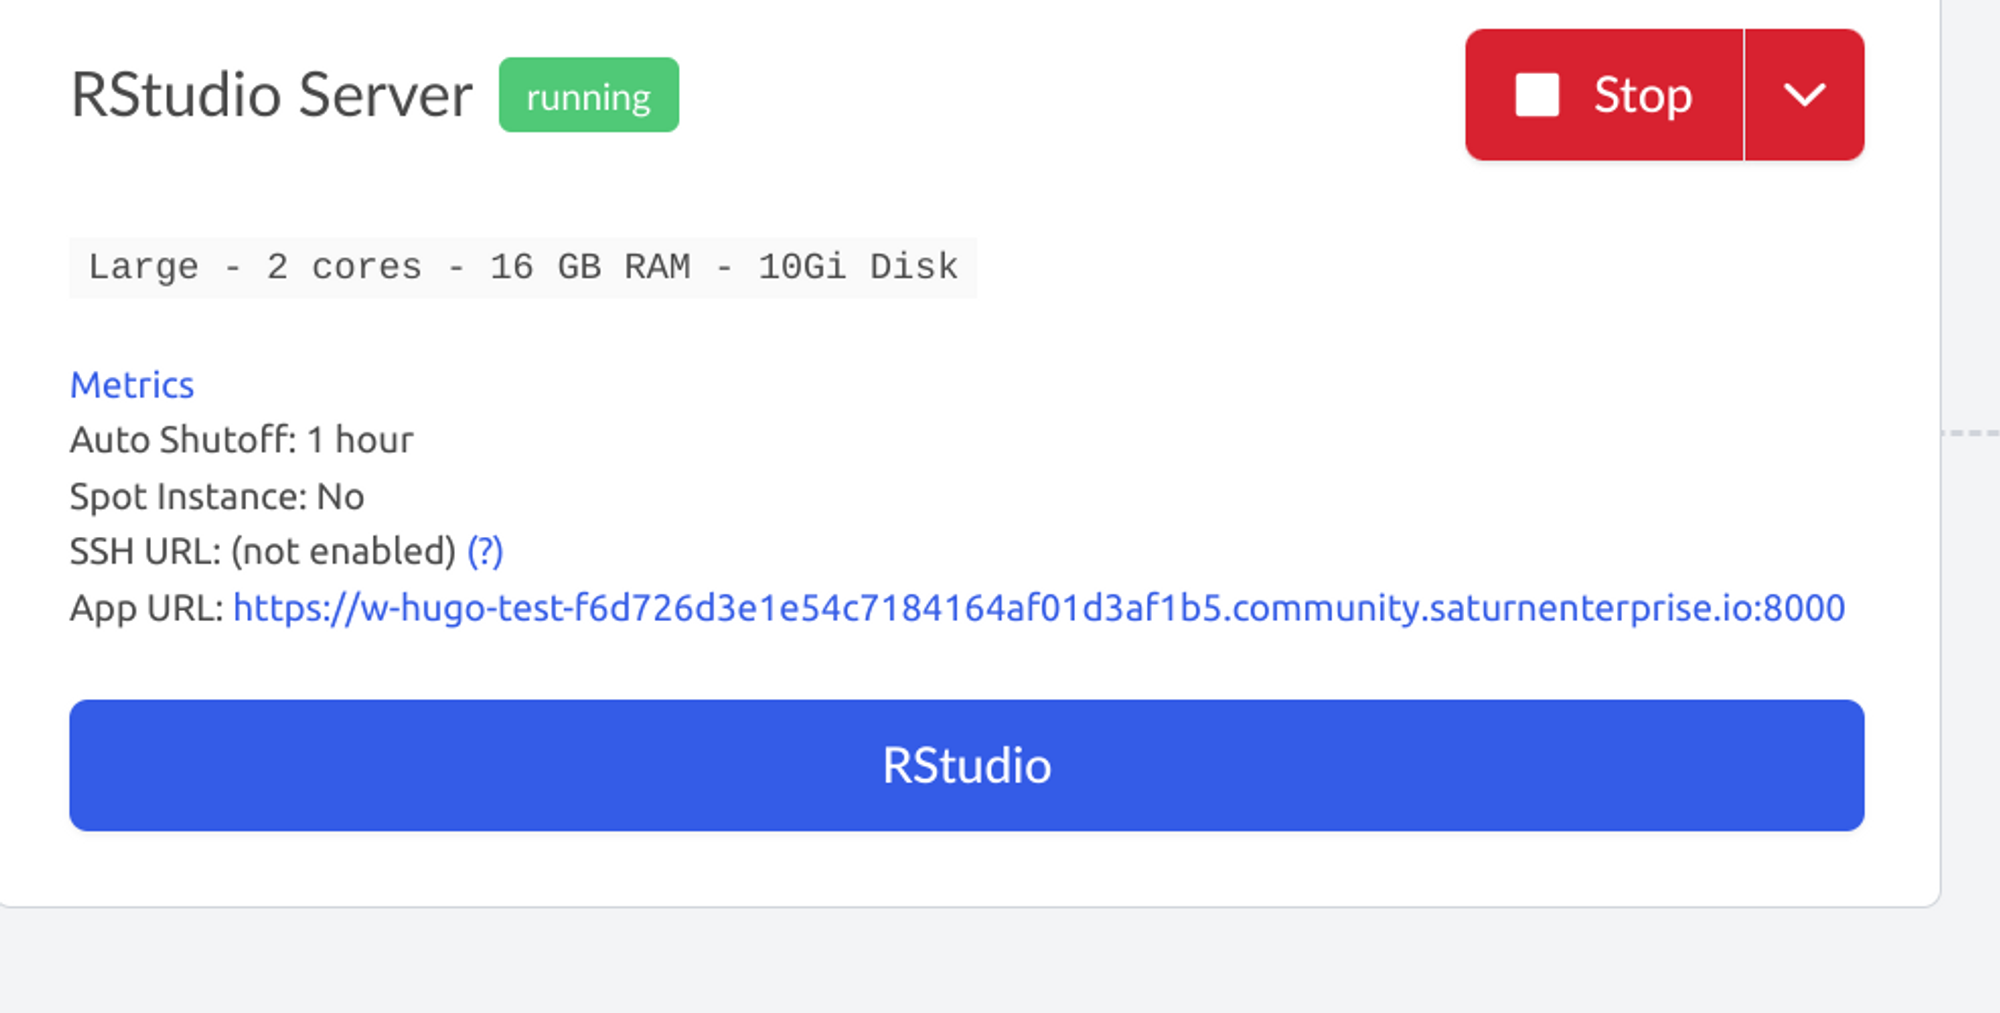 RStudio Server running
Stop
Large - 2 cores - 16 GB RAM - 10Gi Disk
Metrics
Auto Shutoff: 1 hour
Spot Instance: No
SSH URL: (not enabled) (?)
App URL: https://w-hugo-test-f6d726d3e1e54c7184164af01d3af1b5.community.saturnenterprise.io:8000
RStudio